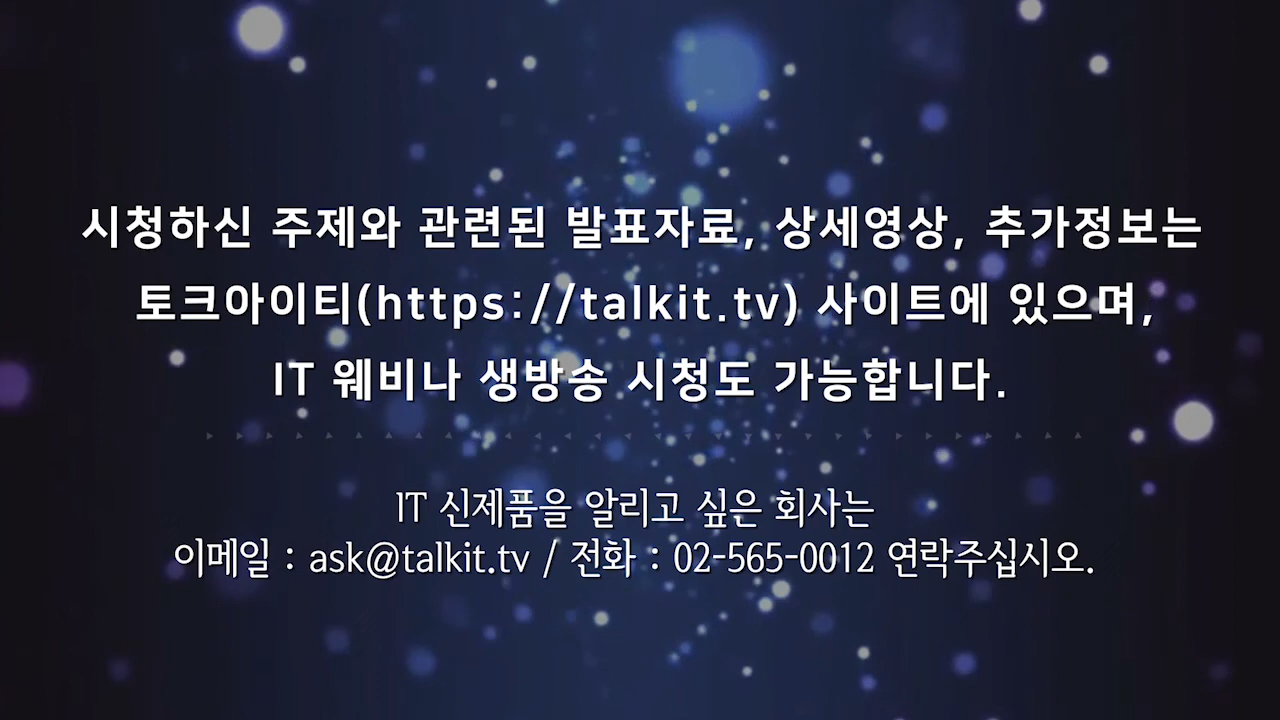 시청하신 주제와 관련된 발표자료, 상세영상, 추가정보는
토크아이티(https://talkit.tv) 사이트에 있으며,
IT 웨비나 생방송 시청도 가능합니다.
IT 신제품을 알리고 싶은 회사는
이메일 : ask@talkit.tv / 전화 : 02-565-0012 연락주십시오.